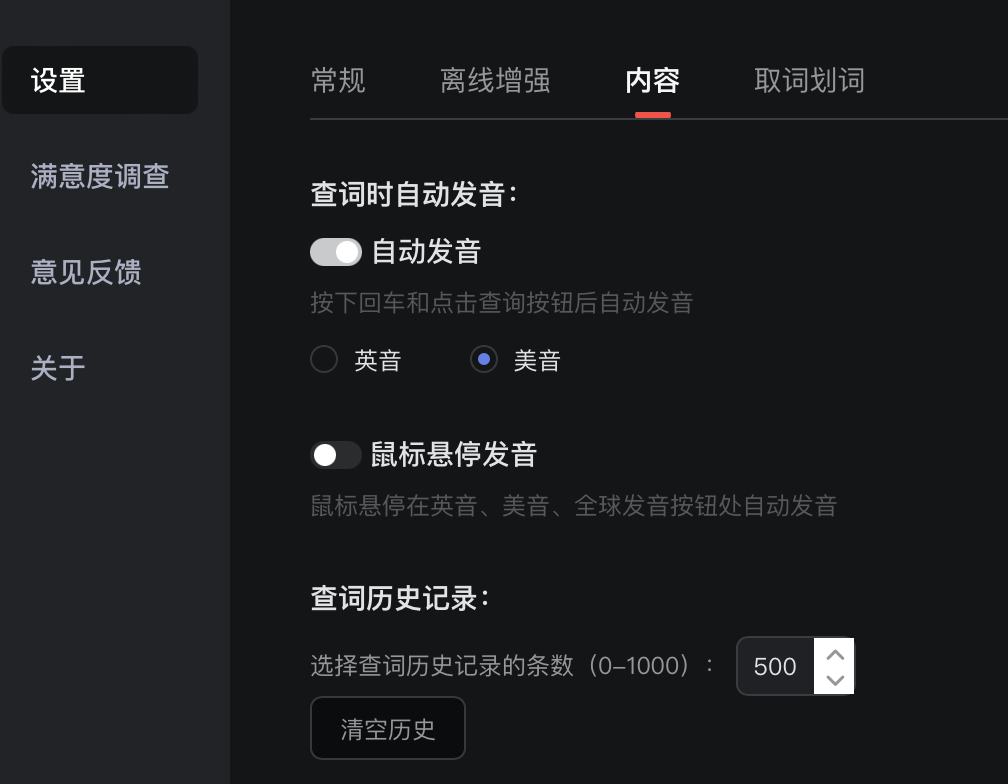 设置
满意度调查
意见反馈
关于
常规 离线增强 内容 取词划词
查词时自动发音：
自动发音
按下回车和点击查询按钮后自动发音
英音 美音
鼠标悬停发音
鼠标悬停在英音、美音、全球发音按钮处自动发音
查词历史记录：
选择查词历史记录的条数（0–1000）： 500
清空历史